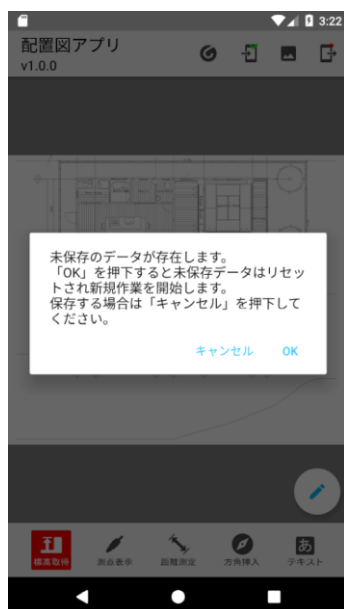 3:22
配置図アプリ
v1.0.0
未保存のデータが存在します。
「OK」を押下すると未保存データはリセッ
トされ新規作業を開始します。
保存する場合は「キャンセル」を押下して
ください。
キャンセル OK
標高取得 測点表示 距離測定 方角挿入 テキスト
あ